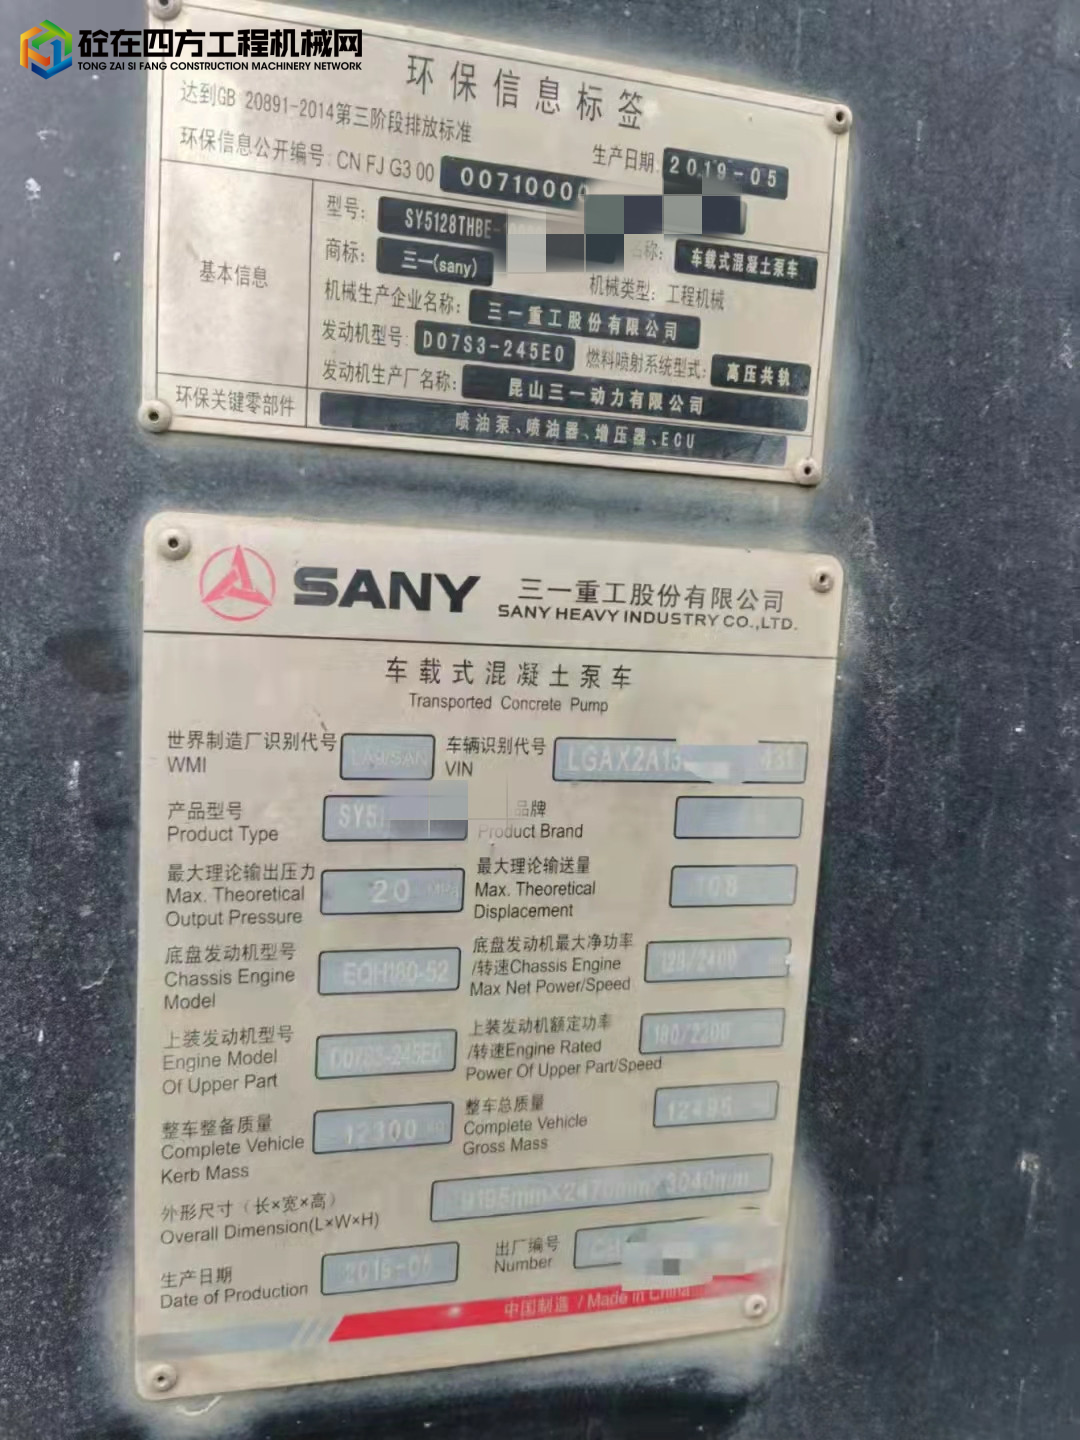 砼在四方工程机械网
TONG ZAI SI FANG CONSTRUCTION MACHINERY NETWORK
环保信息标签
达到GB 20891-2014第三阶段排放标准
环保信息公开编号: CN FJ G3 00 0071000 生产日期: 2019-05
基本信息
型号: SY5128THBE- 名称: 车载式混凝土泵车
商标: 三一(sany) 机械类型: 工程机械
机械生产企业名称: 三一重工股份有限公司
发动机型号: D07S3-245E0 燃料喷射系统型式: 高压共轨
发动机生产厂名称: 昆山三一动力有限公司
环保关键零部件 喷油泵、喷油器、增压器、ECU
SANY 三一重工股份有限公司
SANY HEAVY INDUSTRY CO.,LTD.
车载式混凝土泵车
Transported Concrete Pump
世界制造厂识别代号 车辆识别代号
WMI VIN LGAX2A13 431
产品型号 SY51 品牌
Product Type Product Brand
最大理论输出压力 最大理论输送量
Max. Theoretical 20 MPa Max. Theoretical 108
Output Pressure Displacement
底盘发动机型号 底盘发动机最大净功率
Chassis Engine EQH180-52 /转速Chassis Engine
Model Max Net Power/Speed
上装发动机型号 上装发动机额定功率
Engine Model D07S3-245E0 /转速Engine Rated 180/2200
Of Upper Part Power Of Upper Part/Speed
整车整备质量 整车总质量
Complete Vehicle 12300 kg Complete Vehicle 12495
Kerb Mass Gross Mass
外形尺寸（长×宽×高）
Overall Dimension(L×W×H)
生产日期 出厂编号
Date of Production 2019-05 Number
中国制造 / Made in China